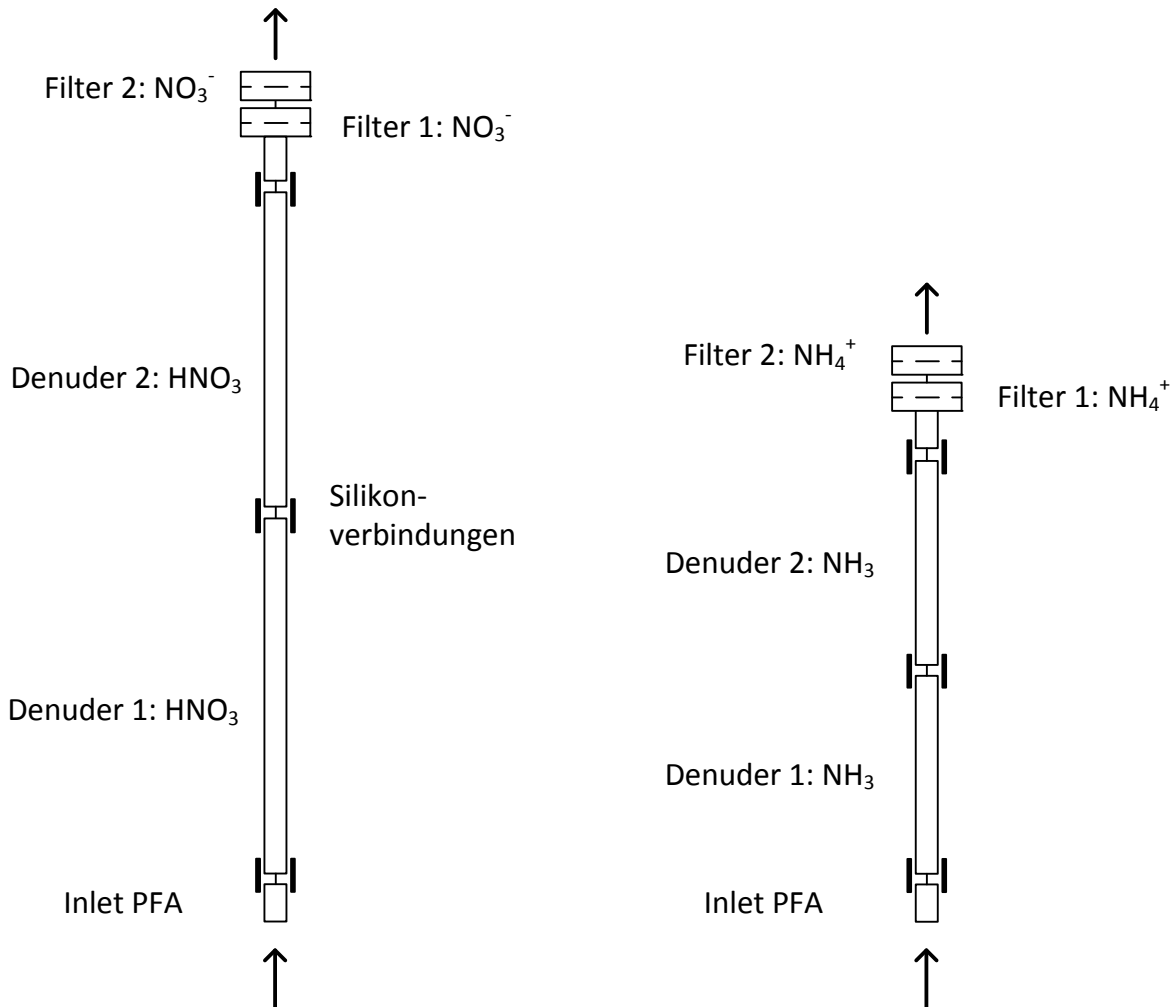 Filter 2: NO₃⁻
Filter 1: NO₃⁻
Denuder 2: HNO₃
Silikon-
verbindungen
Denuder 1: HNO₃
Inlet PFA
Filter 2: NH₄⁺
Filter 1: NH₄⁺
Denuder 2: NH₃
Denuder 1: NH₃
Inlet PFA